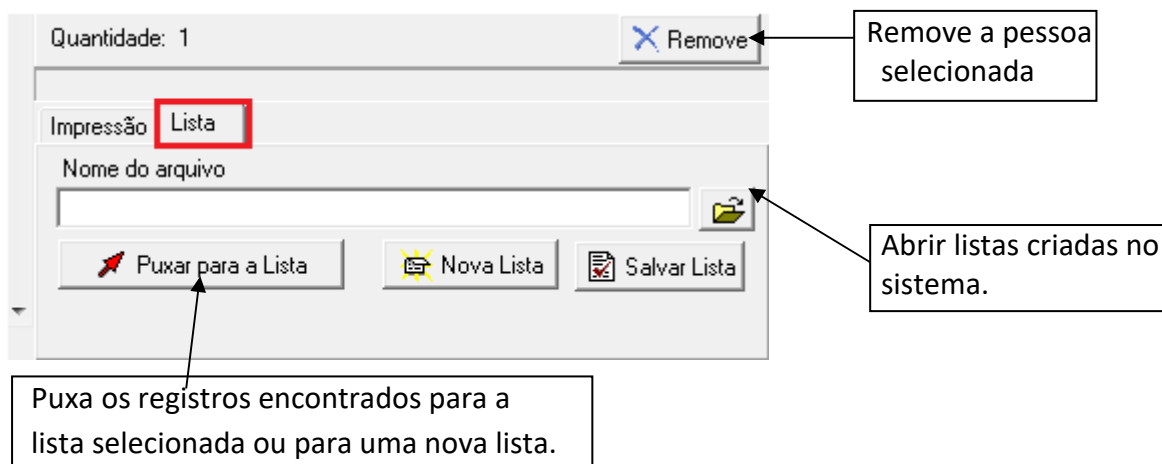 Quantidade: 1
Remove
Remove a pessoa
selecionada
Impressão
Lista
Nome do arquivo
Puxar para a Lista
Nova Lista
Salvar Lista
Abrir listas criadas no
sistema.
Puxa os registros encontrados para a
lista selecionada ou para uma nova lista.